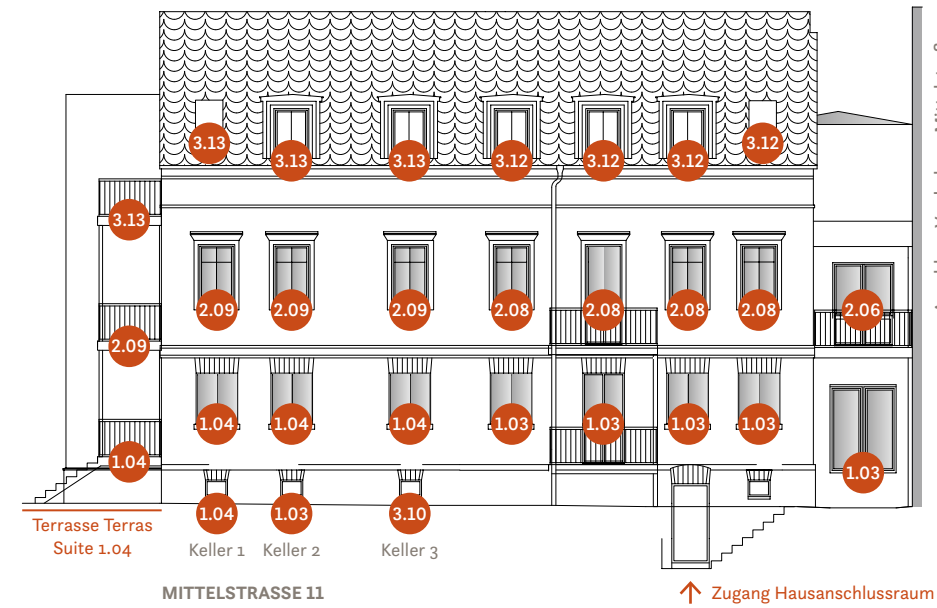 3.13 3.13 3.13 3.12 3.12 3.12 3.12
3.13
2.09 2.09 2.09 2.08 2.08 2.08 2.08 2.06
2.09
1.04 1.04 1.04 1.03 1.03 1.03 1.03
1.04 1.03
1.04 1.03 3.10
Terrasse Terras
Suite 1.04
Keller 1 Keller 2 Keller 3
MITTELSTRASSE 11
Zugang Hausanschlussraum